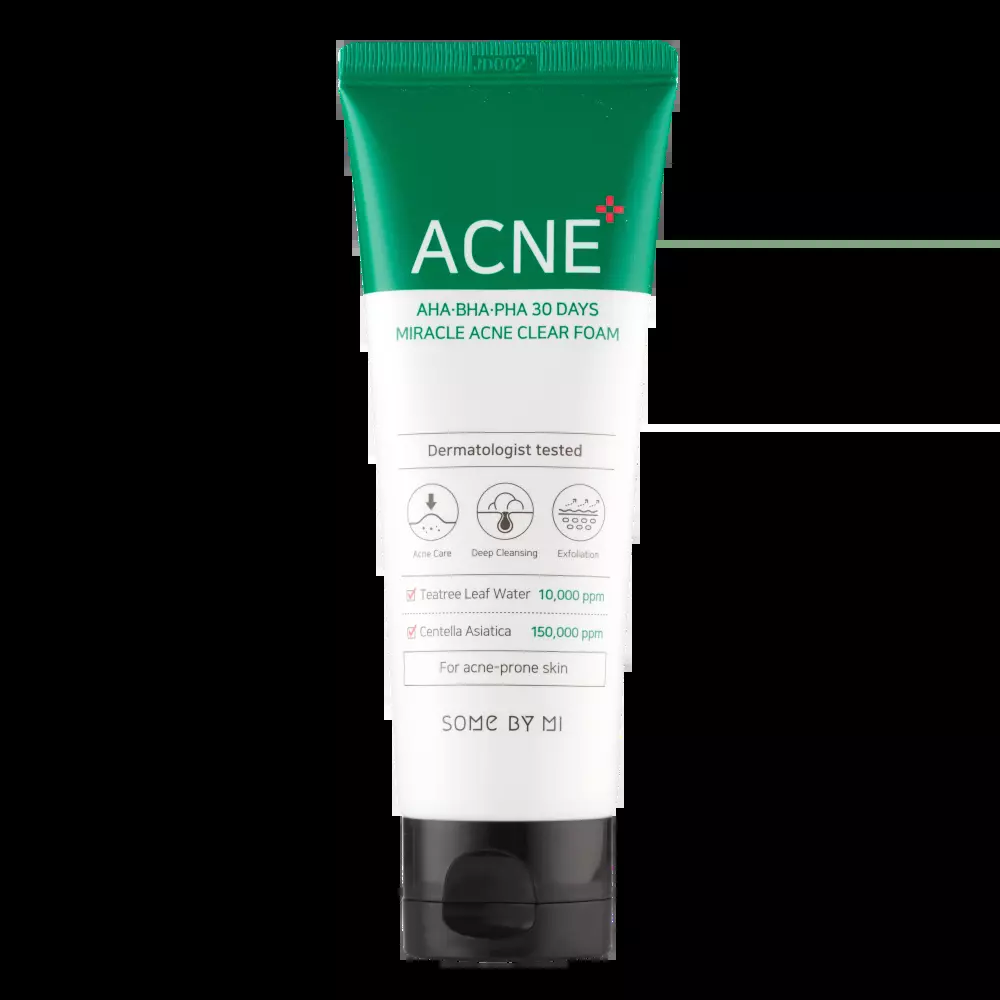 ACNE+
AHA·BHA·PHA 30 DAYS
MIRACLE ACNE CLEAR FOAM
Dermatologist tested
Acne Care Deep Cleansing Exfoliation
Teatree Leaf Water 10,000 ppm
Centella Asiatica 150,000 ppm
For acne-prone skin
SOME BY MI